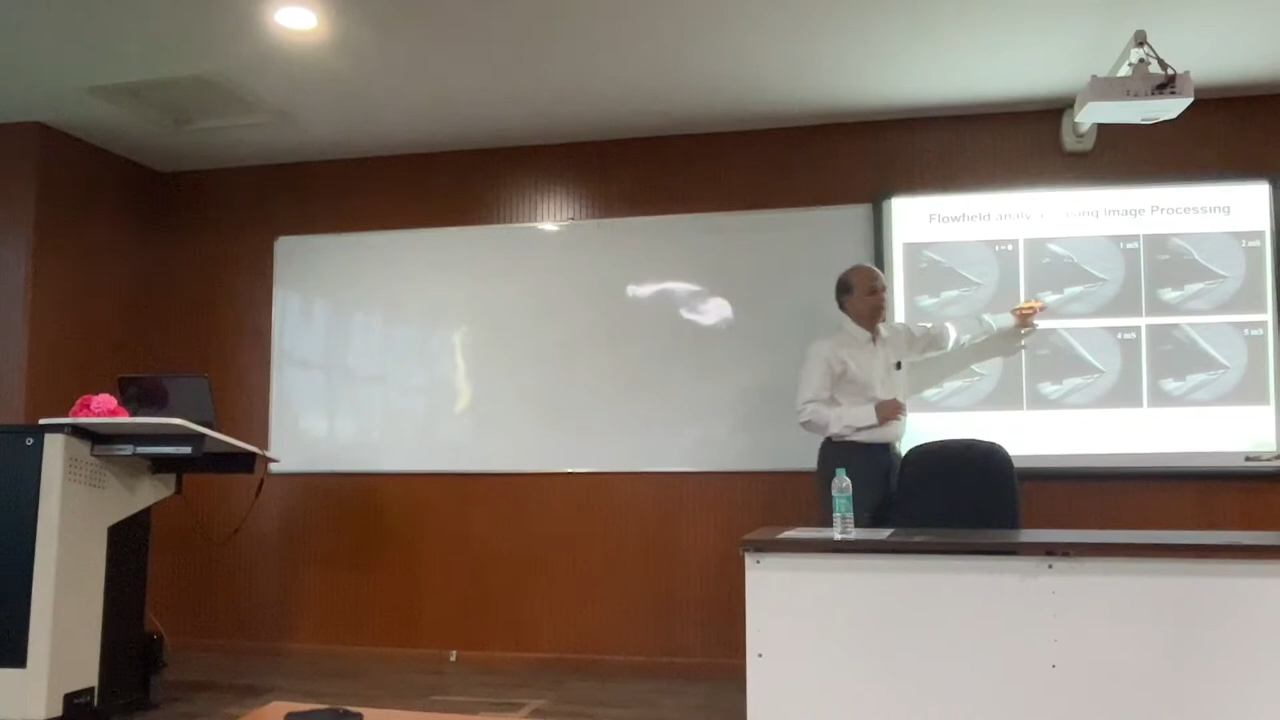 Flowfield using Image Processing
t = 0
1 mS
2 mS
4 mS
5 mS